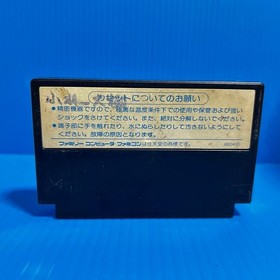 カセットについてのお願い
●精密機器ですので、極度な温度条件下での使用や保管および強い
ショックをさけてください。また、絶対に分解しないでください。
●端子部に手を触れたり、水にぬらしたりして汚さないようにして
ください。故障の原因となります。
ファミリーコンピュータ・ファミコンは任天堂の商標です。